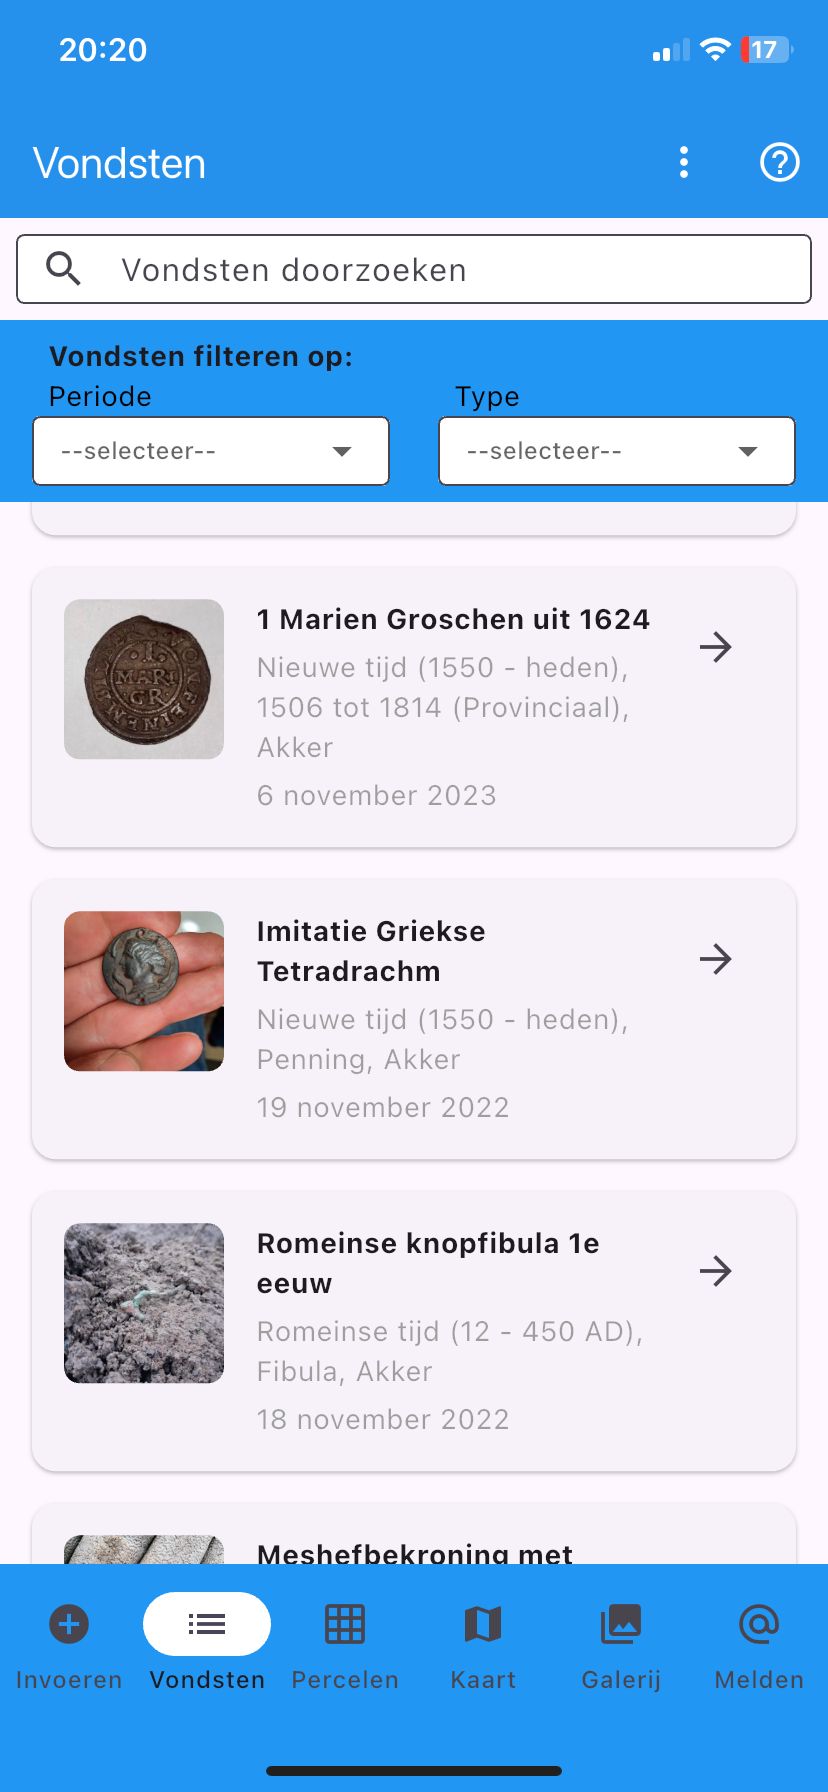 20:20
17
Vondsten
Vondsten doorzoeken
Vondsten filteren op:
Periode
Type
--selecteer--
--selecteer--
1 Marien Groschen uit 1624
Nieuwe tijd (1550 - heden),
1506 tot 1814 (Provinciaal),
Akker
6 november 2023
·I·
MARI
GR·
Imitatie Griekse
Tetradrachm
Nieuwe tijd (1550 - heden),
Penning, Akker
19 november 2022
Romeinse knopfibula 1e
eeuw
Romeinse tijd (12 - 450 AD),
Fibula, Akker
18 november 2022
Meshefbekroning met
Invoeren
Vondsten
Percelen
Kaart
Galerij
Melden